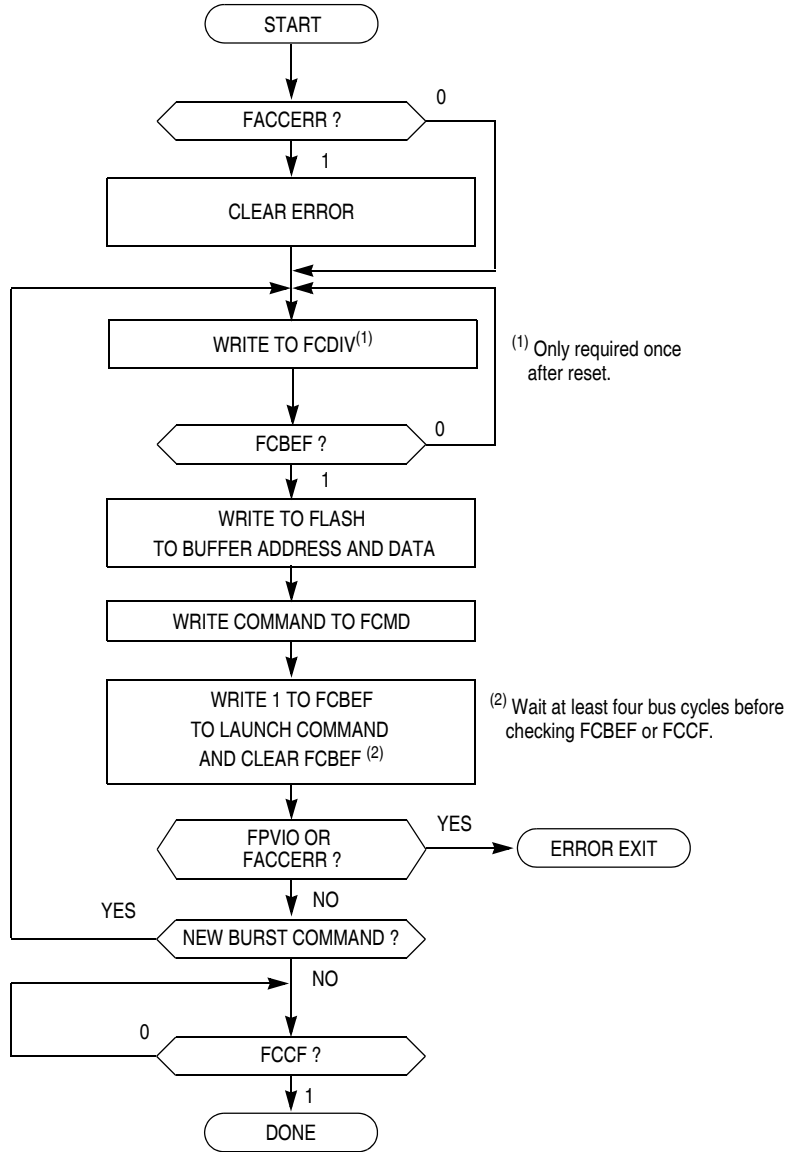 START
FACCERR ?
0
1
CLEAR ERROR
WRITE TO FCDIV(1)
(1) Only required once
after reset.
FCBEF ?
0
1
WRITE TO FLASH
TO BUFFER ADDRESS AND DATA
WRITE COMMAND TO FCMD
WRITE 1 TO FCBEF
TO LAUNCH COMMAND
AND CLEAR FCBEF (2)
(2) Wait at least four bus cycles before
checking FCBEF or FCCF.
FPVIO OR
FACCERR ?
YES
ERROR EXIT
NO
YES
NEW BURST COMMAND ?
NO
0
FCCF ?
1
DONE